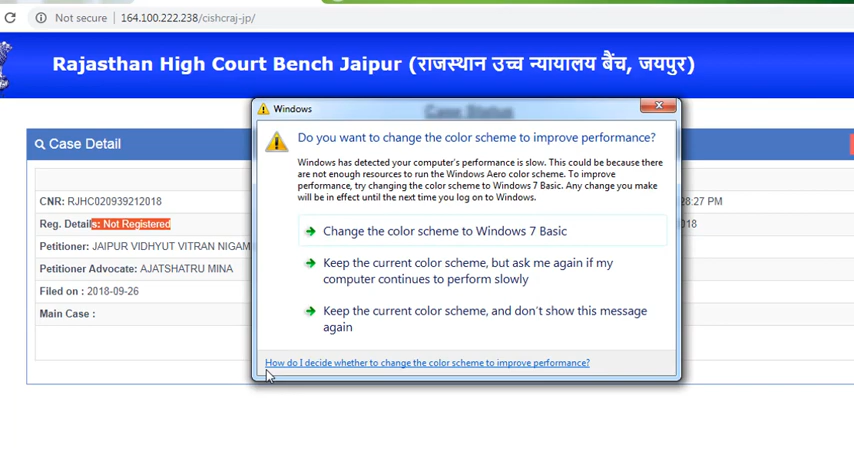 Not secure 164.100.222.238/cishcraj-jp/
Rajasthan High Court Bench Jaipur (राजस्थान उच्च न्यायालय बैंच, जयपुर)
Case Status
Case Detail
CNR: RJHC020939212018
28:27 PM
Reg. Details: Not Registered
018
Petitioner: JAIPUR VIDHYUT VITRAN NIGAM
Petitioner Advocate: AJATSHATRU MINA
Filed on : 2018-09-26
Main Case :
Windows
Do you want to change the color scheme to improve performance?
Windows has detected your computer's performance is slow. This could be because there
are not enough resources to run the Windows Aero color scheme. To improve
performance, try changing the color scheme to Windows 7 Basic. Any change you make
will be in effect until the next time you log on to Windows.
Change the color scheme to Windows 7 Basic
Keep the current color scheme, but ask me again if my
computer continues to perform slowly
Keep the current color scheme, and don't show this message
again
How do I decide whether to change the color scheme to improve performance?